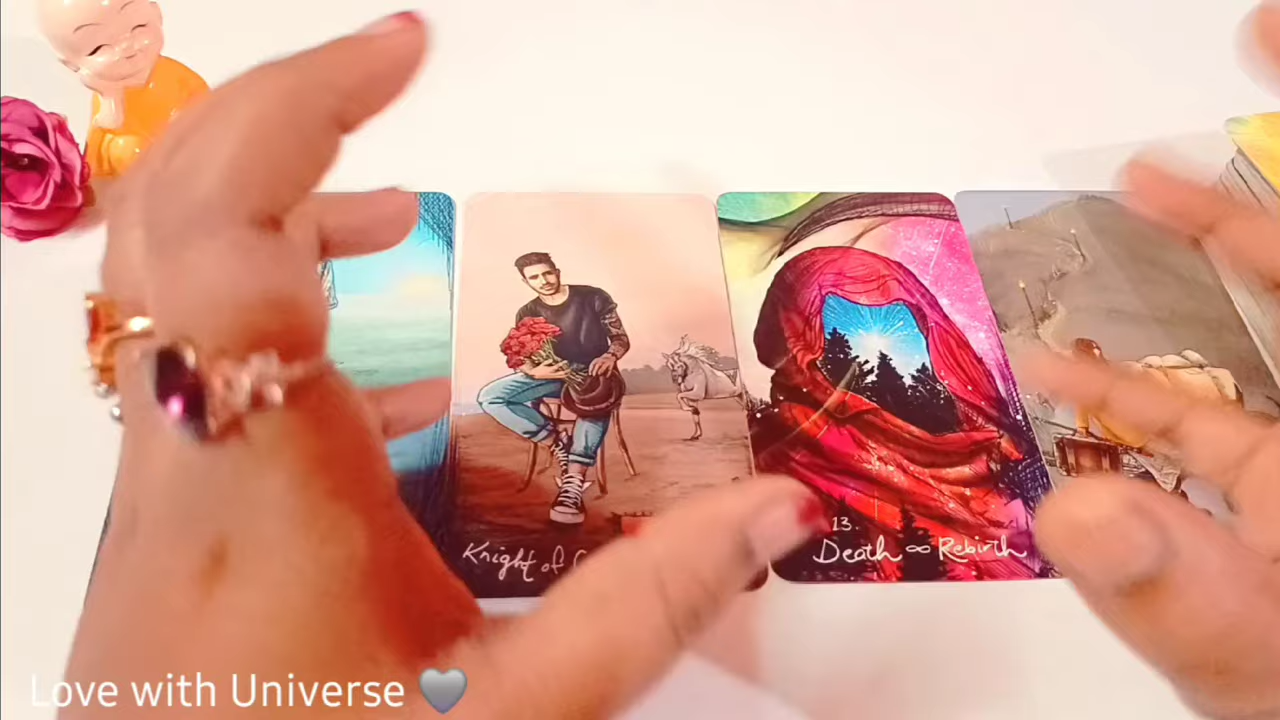 Knight of
13.
Death ∞ Rebirth
Love with Universe 🩶